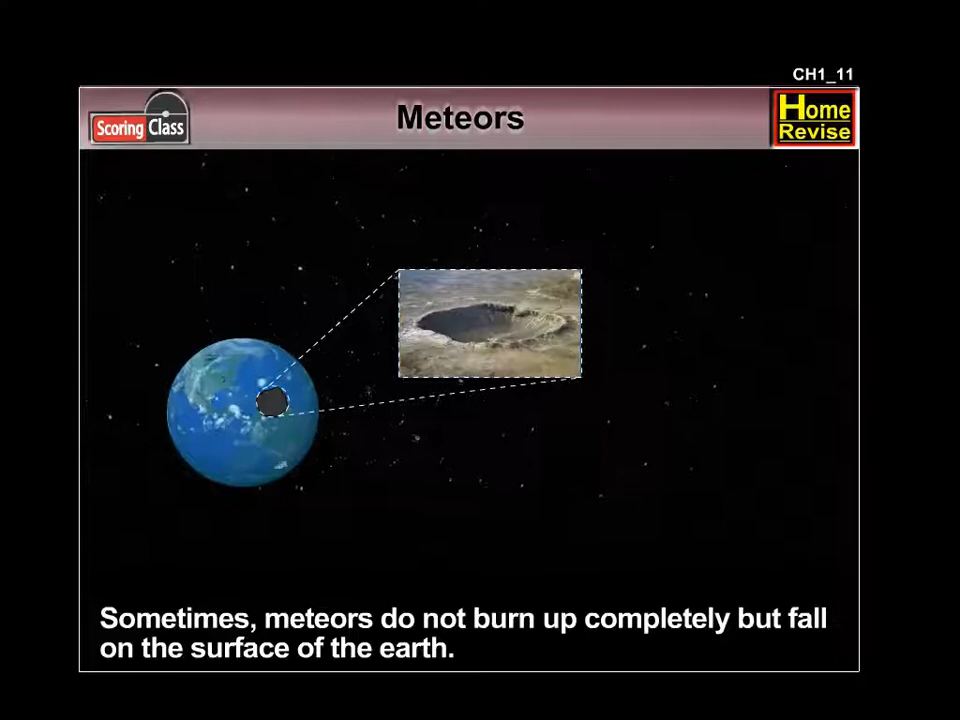 CH1_11
Scoring Class
Meteors
Home
Revise
Sometimes, meteors do not burn up completely but fall
on the surface of the earth.